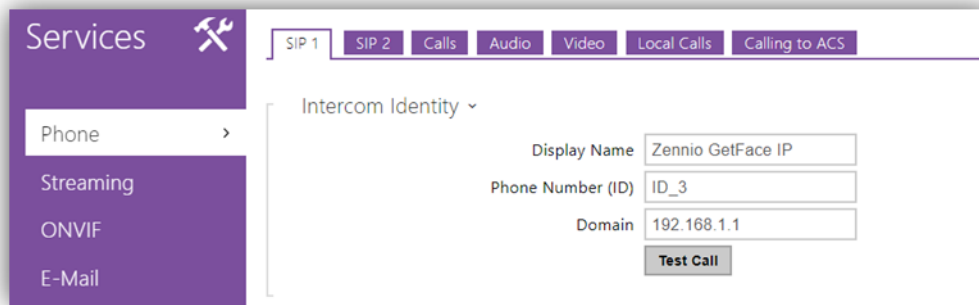 Services
SIP 1 SIP 2 Calls Audio Video Local Calls Calling to ACS
Intercom Identity
Phone
Display Name Zennio GetFace IP
Streaming
Phone Number (ID) ID_3
ONVIF
Domain 192.168.1.1
Test Call
E-Mail